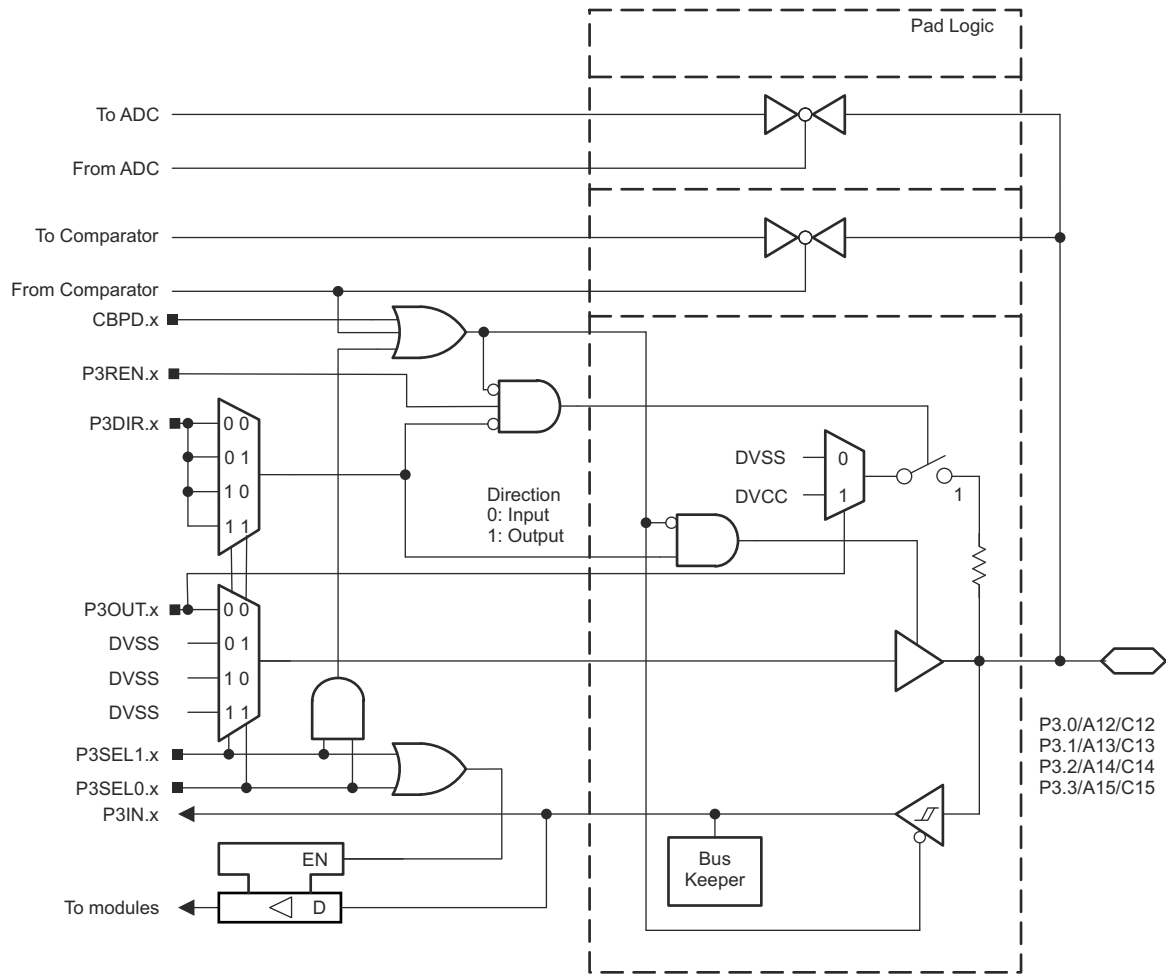 Pad Logic
To ADC
From ADC
To Comparator
From Comparator
CBPD.x
P3REN.x
P3DIR.x
0 0
0 1
1 0
1 1
Direction
0: Input
1: Output
DVSS
DVCC
0
1
1
P3OUT.x
DVSS
DVSS
DVSS
0 0
0 1
1 0
1 1
P3SEL1.x
P3SEL0.x
P3IN.x
EN
D
To modules
Bus
Keeper
P3.0/A12/C12
P3.1/A13/C13
P3.2/A14/C14
P3.3/A15/C15